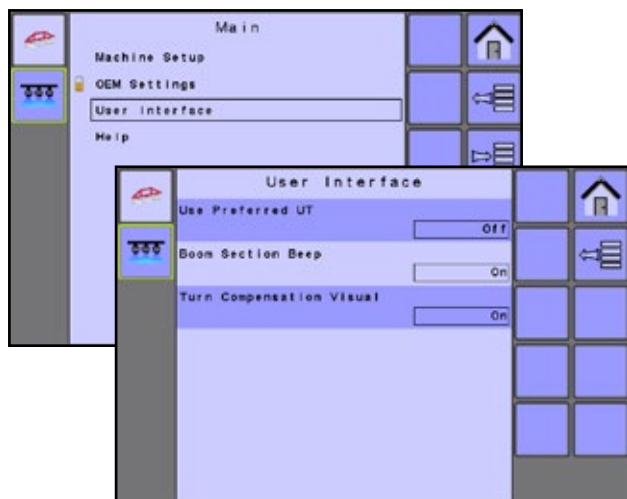 Main
Machine Setup
OEM Settings
User Interface
Help
User Interface
Use Preferred UT
Off
Boom Section Beep
On
Turn Compensation Visual
On